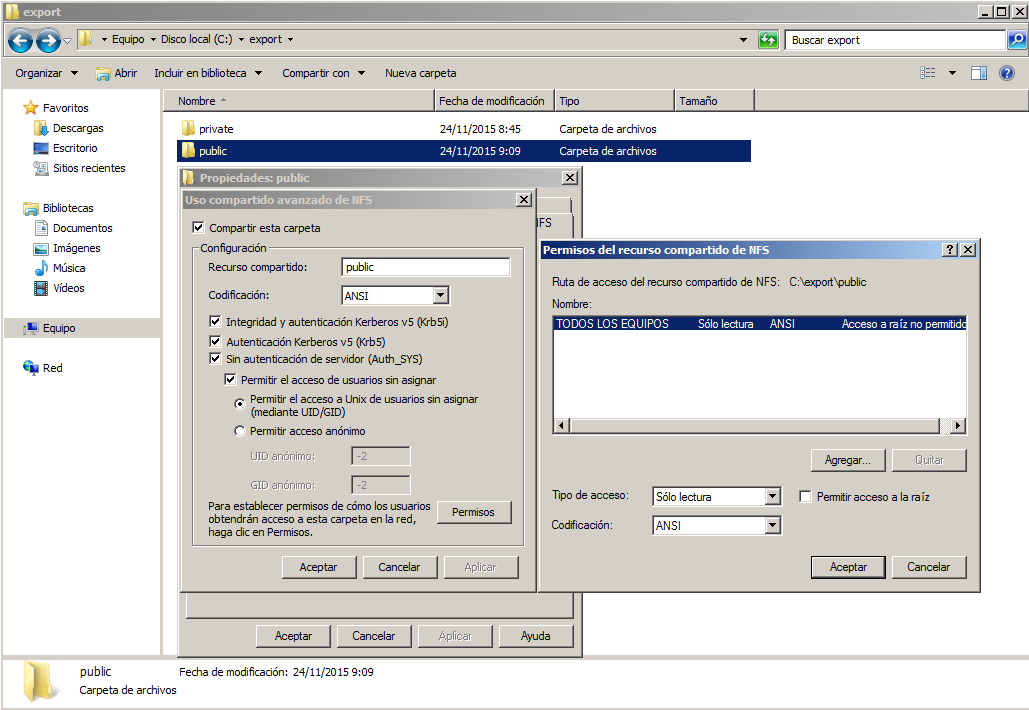 export
Equipo Disco local (C:) export
Buscar export
Organizar Abrir Incluir en biblioteca Compartir con Nueva carpeta
Favoritos
Descargas
Escritorio
Sitios recientes
Bibliotecas
Documentos
Imágenes
Música
Vídeos
Equipo
Red
Nombre Fecha de modificación Tipo Tamaño
private 24/11/2015 8:45 Carpeta de archivos
public 24/11/2015 9:09 Carpeta de archivos
Propiedades: public
Uso compartido avanzado de NFS
Compartir esta carpeta
Configuración
Recurso compartido: public
Codificación: ANSI
Integridad y autenticación Kerberos v5 (Krb5i)
Autenticación Kerberos v5 (Krb5)
Sin autenticación de servidor (Auth_SYS)
Permitir el acceso de usuarios sin asignar
Permitir el acceso a Unix de usuarios sin asignar
(mediante UID/GID)
Permitir acceso anónimo
UID anónimo: -2
GID anónimo: -2
Para establecer permisos de cómo los usuarios
obtendrán acceso a esta carpeta en la red,
haga clic en Permisos.
Permisos
Aceptar Cancelar Aplicar
Aceptar Cancelar Aplicar Ayuda
Permisos del recurso compartido de NFS
Ruta de acceso del recurso compartido de NFS: C:\export\public
Nombre:
TODOS LOS EQUIPOS Sólo lectura ANSI Acceso a raíz no permitido
Agregar... Quitar
Tipo de acceso: Sólo lectura Permitir acceso a la raíz
Codificación: ANSI
Aceptar Cancelar
public Fecha de modificación: 24/11/2015 9:09
Carpeta de archivos